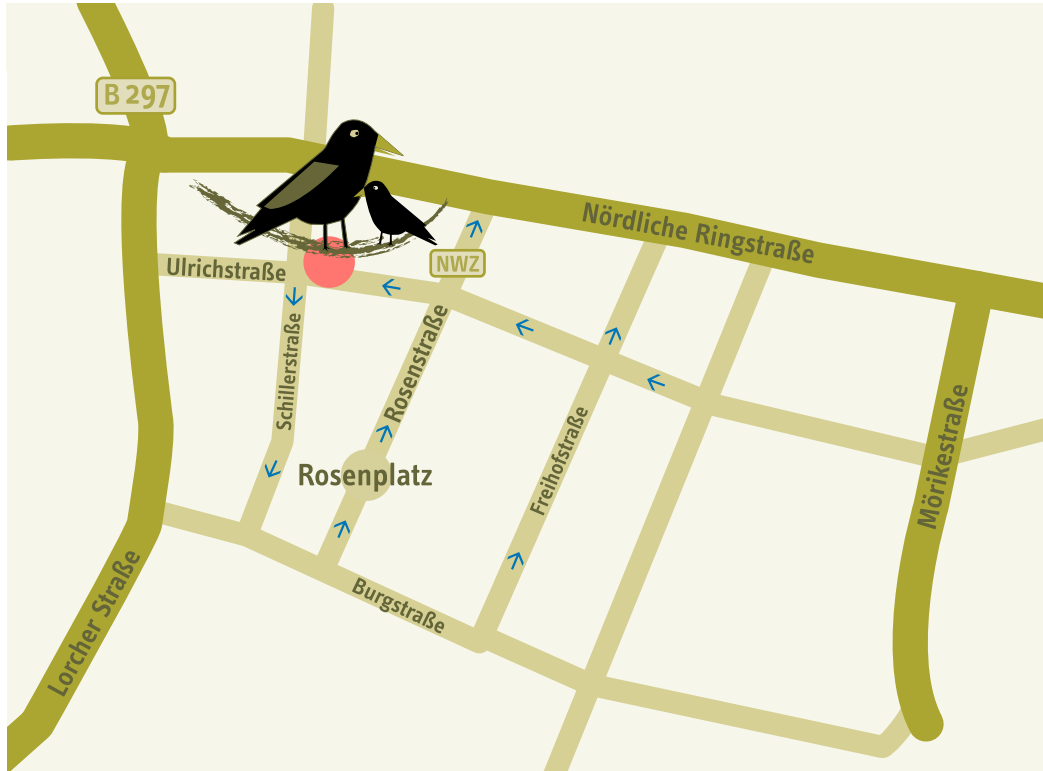 B 297
Nördliche Ringstraße
NWZ
Ulrichstraße
Schillerstraße
Rosenstraße
Rosenplatz
Freihofstraße
Mörikestraße
Burgstraße
Lorcher Straße